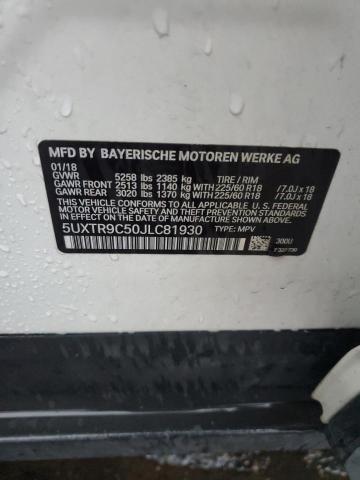 MFD BY BAYERISCHE MOTOREN WERKE AG
01/18
GVWR 5258 lbs 2385 kg TIRE / RIM
GAWR FRONT 2513 lbs 1140 kg WITH 225/60 R18 /7.0J x 18
GAWR REAR 3020 lbs 1370 kg WITH 225/60 R18 /7.0J x 18
THIS VEHICLE CONFORMS TO ALL APPLICABLE U. S. FEDERAL
MOTOR VEHICLE SAFETY, BUMPER, AND THEFT PREVENTION
STANDARDS IN EFFECT ON THE DATE OF MANUFACTURE SHOWN ABOVE.
5UXTR9C50JLC81930 TYPE: MPV
300U